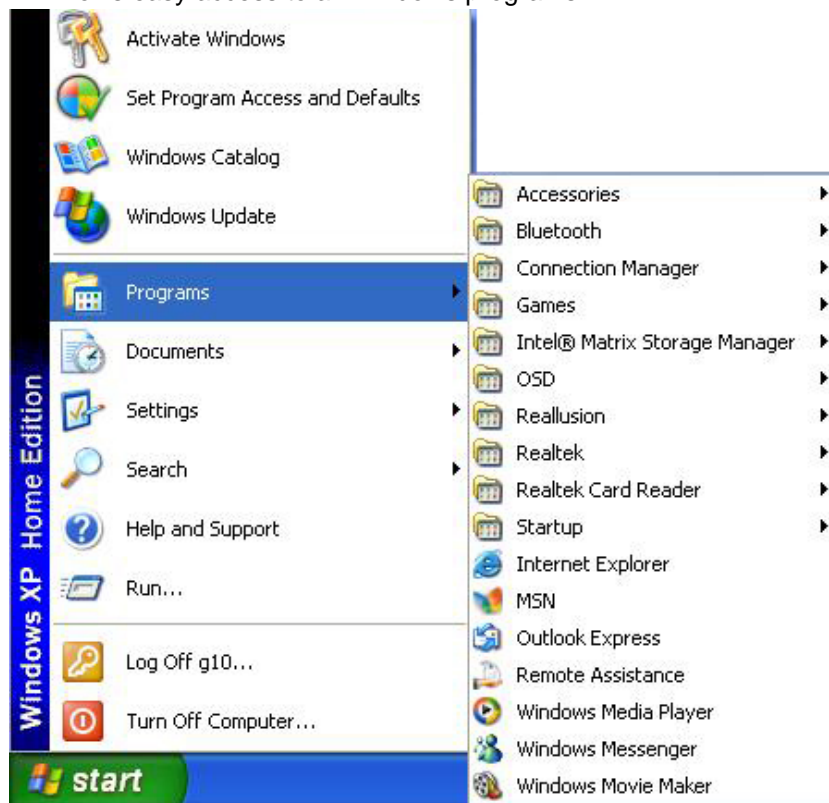 Activate Windows
Set Program Access and Defaults
Windows Catalog
Windows Update
Programs
Documents
Settings
Search
Help and Support
Run...
Log Off g10...
Turn Off Computer...
Windows XP Home Edition
start
Accessories
Bluetooth
Connection Manager
Games
Intel® Matrix Storage Manager
OSD
Reallusion
Realtek
Realtek Card Reader
Startup
Internet Explorer
MSN
Outlook Express
Remote Assistance
Windows Media Player
Windows Messenger
Windows Movie Maker